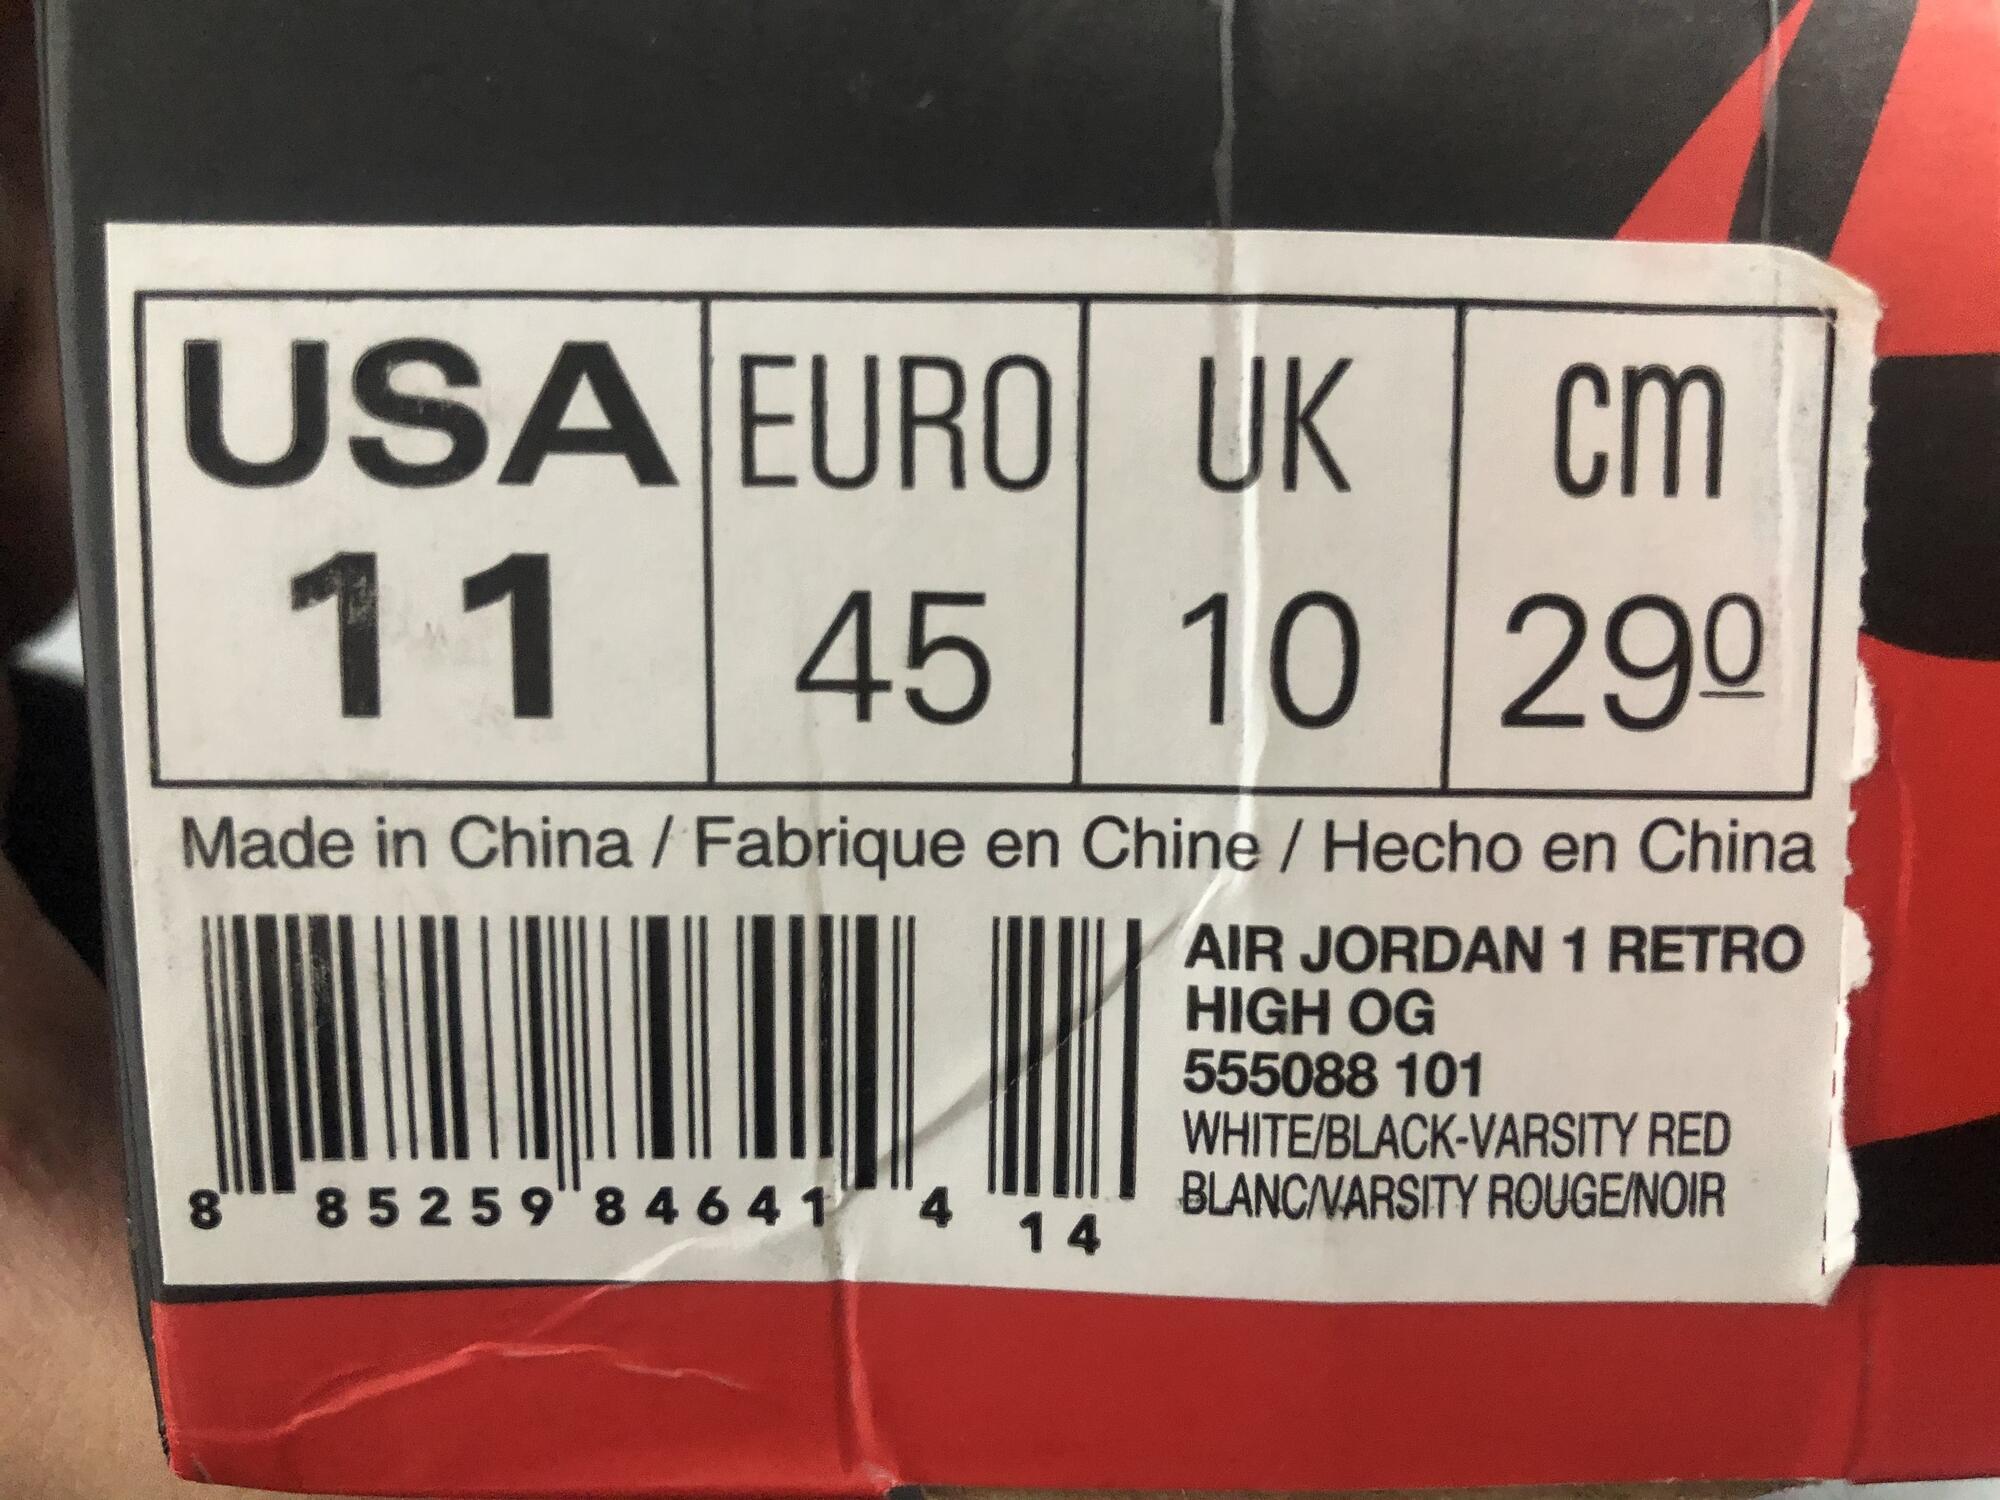 USA EURO UK cm
11 45 10 29º
Made in China / Fabrique en Chine / Hecho en China
AIR JORDAN 1 RETRO
HIGH OG
555088 101
WHITE/BLACK-VARSITY RED
BLANC/VARSITY ROUGE/NOIR
8 85259 84641 4 14